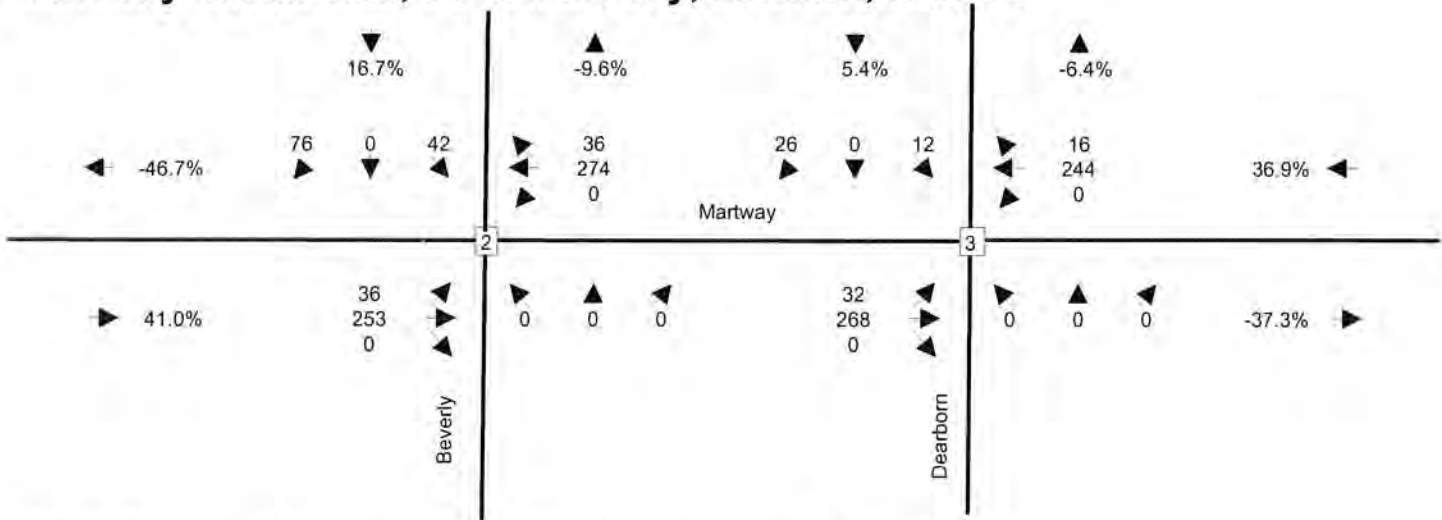 16.7% -9.6% 5.4% -6.4%
76 0 42 36 26 0 12 16
-46.7% 274 244 36.9%
0 0
Martway
2 3
36 32
41.0% 253 0 0 0 268 0 0 0 -37.3%
0 0
Beverly Dearborn